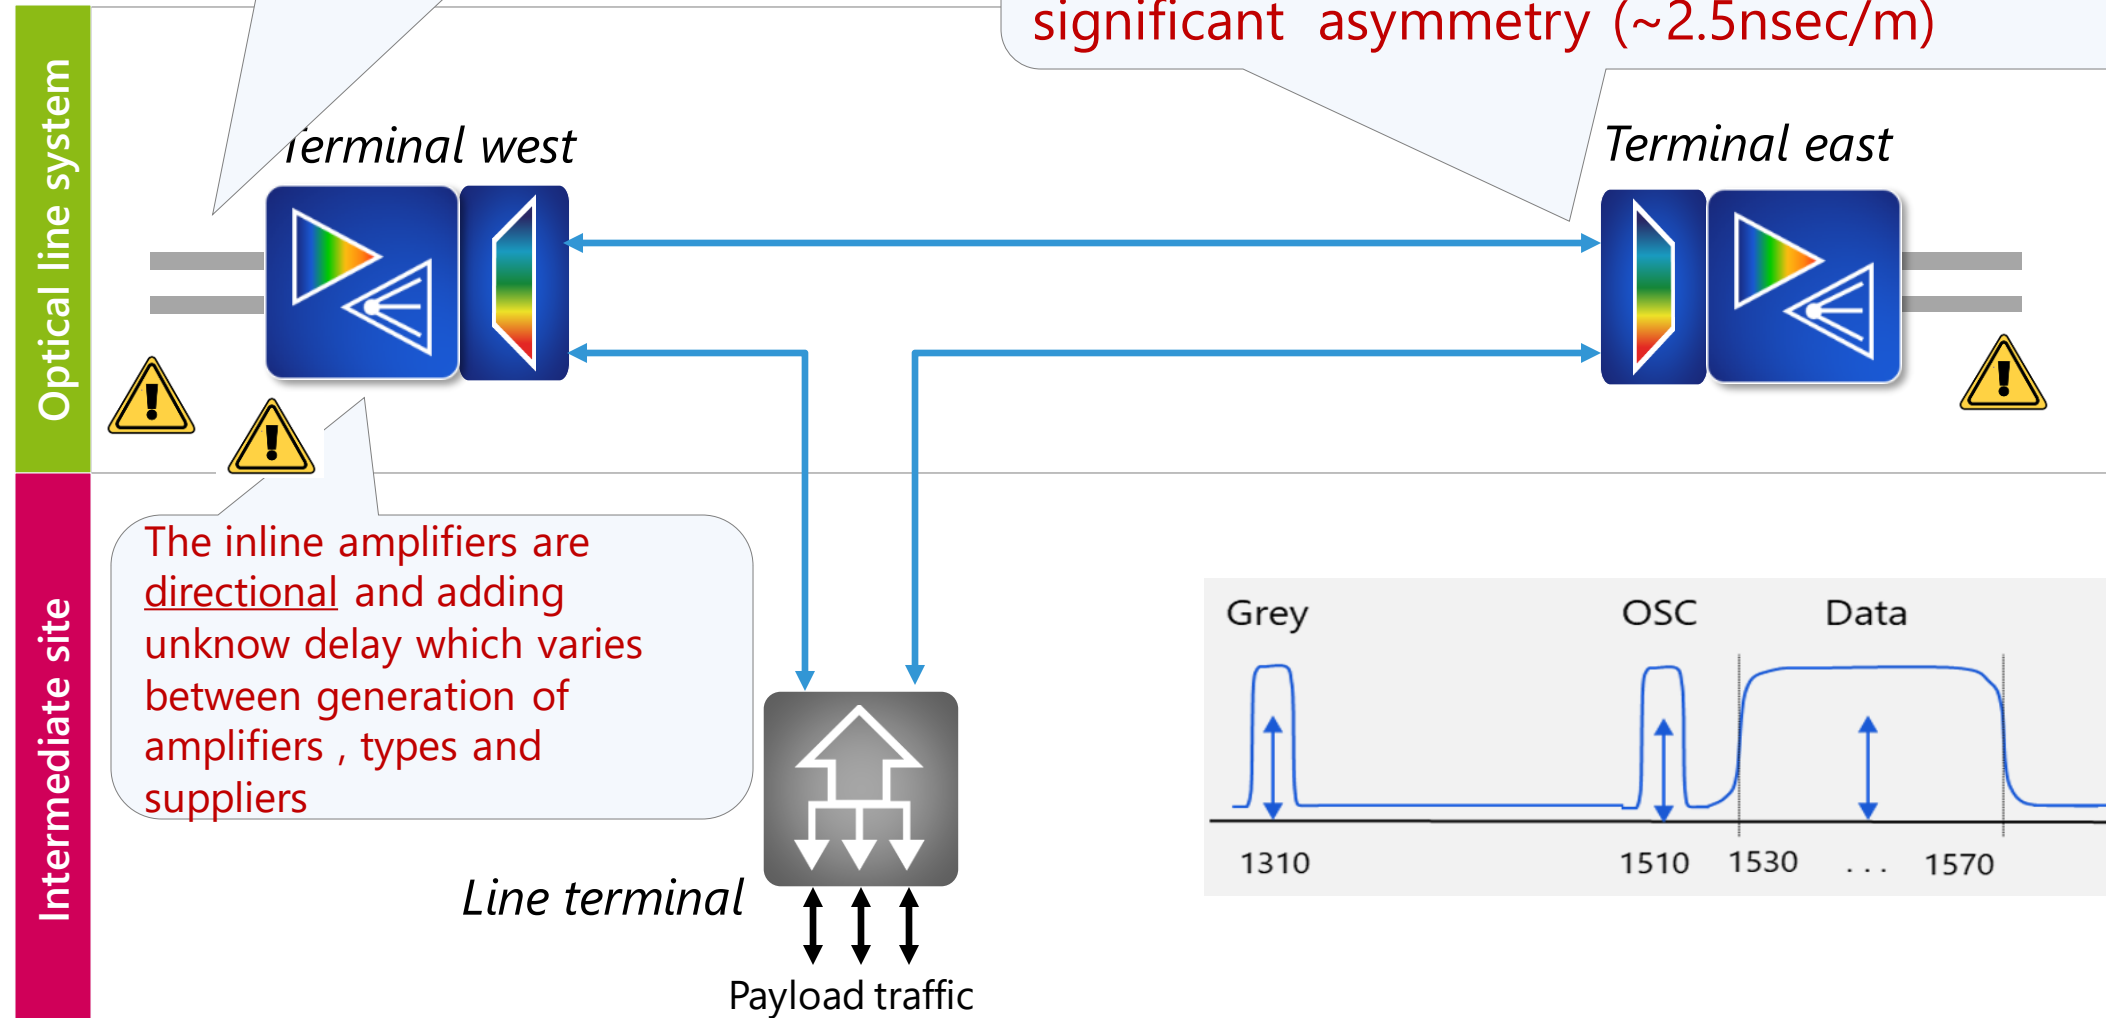 significant asymmetry (~2.5nsec/m)
Optical line system
Terminal west
Terminal east
The inline amplifiers are
directional and adding
unknow delay which varies
between generation of
amplifiers , types and
suppliers
Intermediate site
Grey
OSC
Data
1310
1510
1530
. . .
1570
Line terminal
Payload traffic